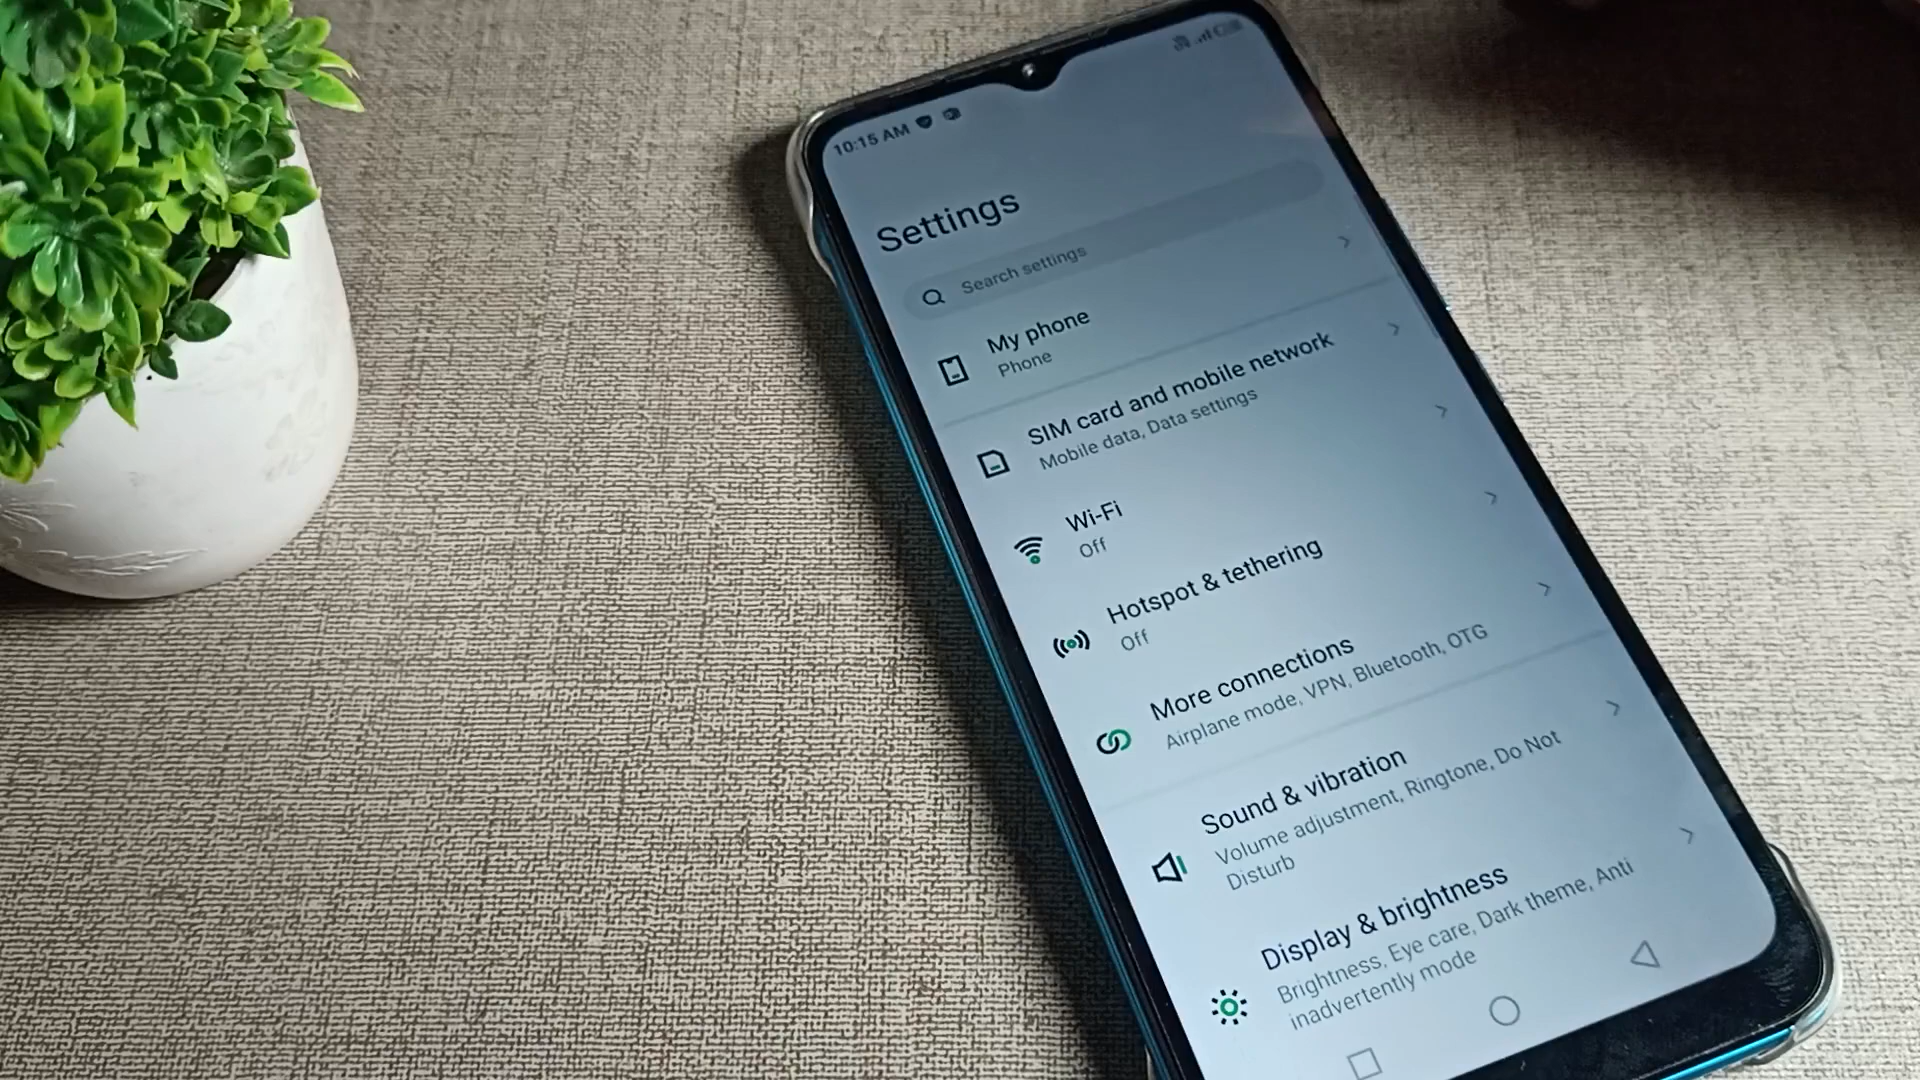 10:15 AM
Settings
Search settings
My phone
Phone
SIM card and mobile network
Mobile data, Data settings
Wi-Fi
Off
Hotspot & tethering
Off
More connections
Airplane mode, VPN, Bluetooth, OTG
Sound & vibration
Volume adjustment, Ringtone, Do Not
Disturb
Display & brightness
Brightness, Eye care, Dark theme, Anti
inadvertently mode